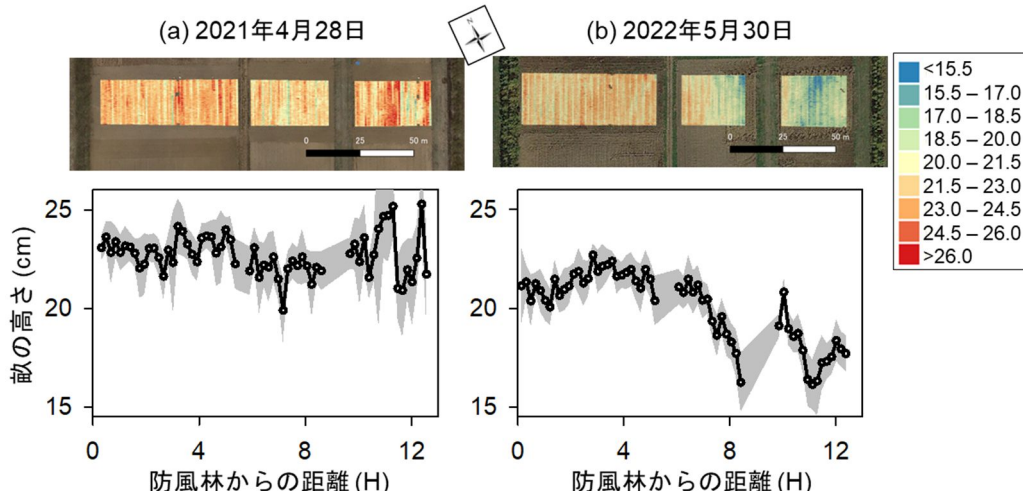 (a) 2021年4月28日
N
(b) 2022年5月30日
0 25 50 m
0 25 50 m
<15.5
15.5 – 17.0
17.0 – 18.5
18.5 – 20.0
20.0 – 21.5
21.5 – 23.0
23.0 – 24.5
24.5 – 26.0
>26.0
畝の高さ (cm)
25
20
15
0 4 8 12
防風林からの距離 (H)
25
20
15
0 4 8 12
防風林からの距離 (H)